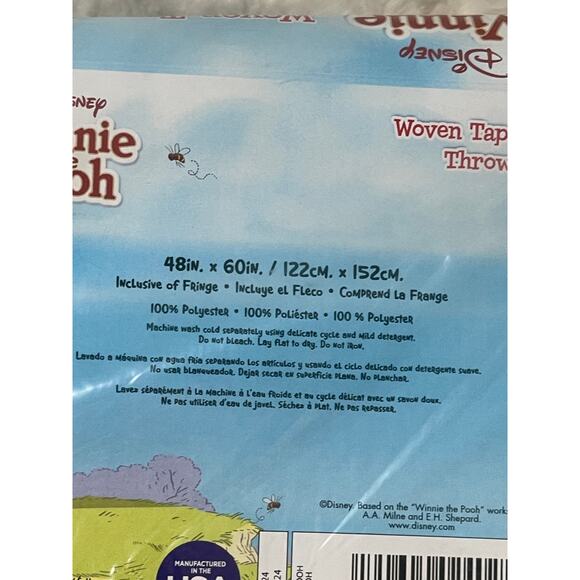 Winnie
Disney
Woven T
SNEY
nie
e
oh
Woven Tap
Throw
48in. x 60in. / 122cm. x 152cm.
Inclusive of Fringe • Incluye el Fleco • Comprend La Frange
100% Polyester • 100% Poliéster • 100 % Polyester
Machine wash cold separately using delicate cycle and mild detergent.
Do not bleach. Lay flat to dry. Do not iron.
Lavado a máquina con agua fría separando los artículos y usando el ciclo delicado con detergente suave.
No usar blanqueador. Dejar secar en superficie plana. No planchar.
Lavez séparément à la machine à l'eau froide et au cycle délicat avec un savon doux.
Ne pas utiliser d'eau de javel. Séchez à plat. Ne pas repasser.
©Disney. Based on the "Winnie the Pooh" works
A.A. Milne and E.H. Shepard.
www.disney.com
MANUFACTURED
IN THE
USA
24
24
OOH
OH